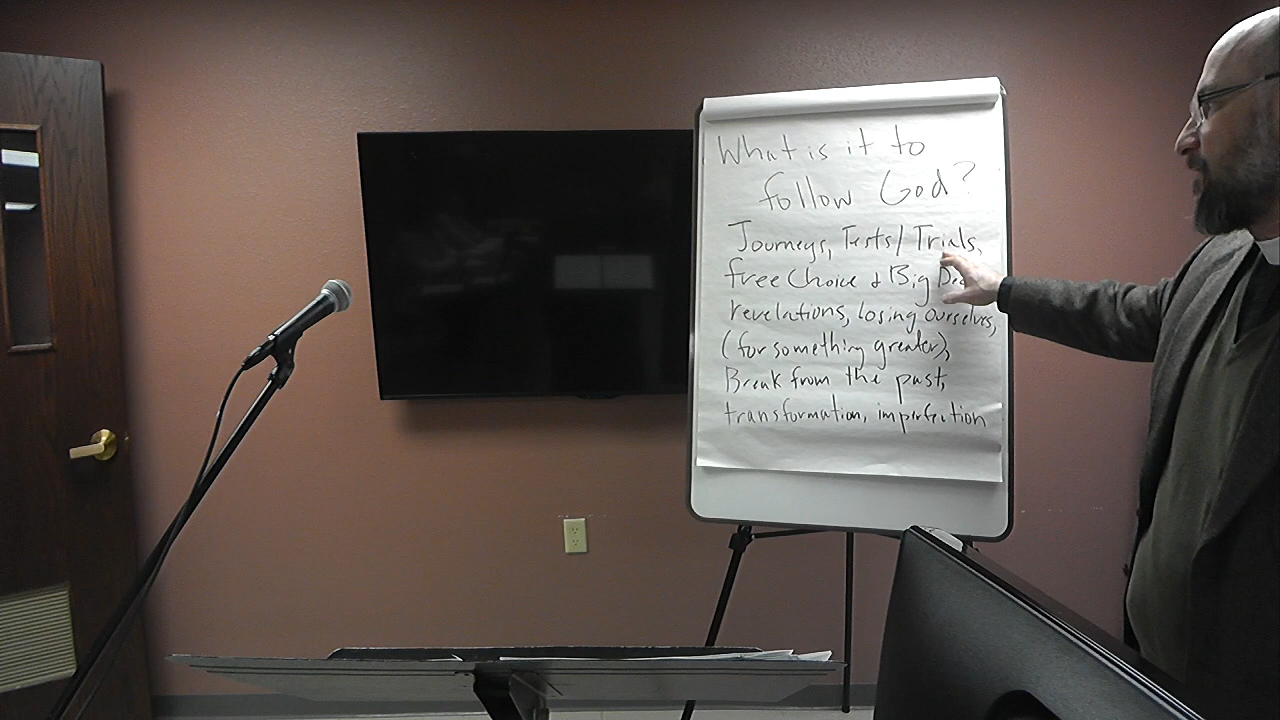 What is it to
follow God?
Journeys, Tests/Trials,
free Choice & Big
revelations, losing ourselves,
(for something greater),
Break from the past,
transformation, imperfection